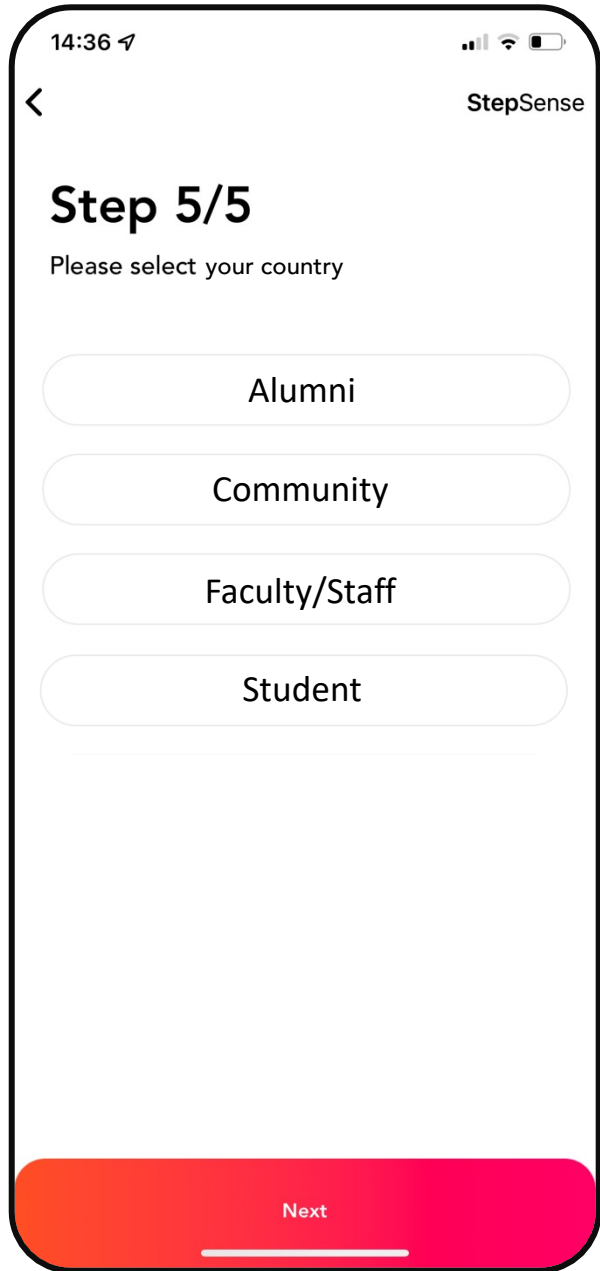 14:36
StepSense
Step 5/5
Please select your country
Alumni
Community
Faculty/Staff
Student
Next